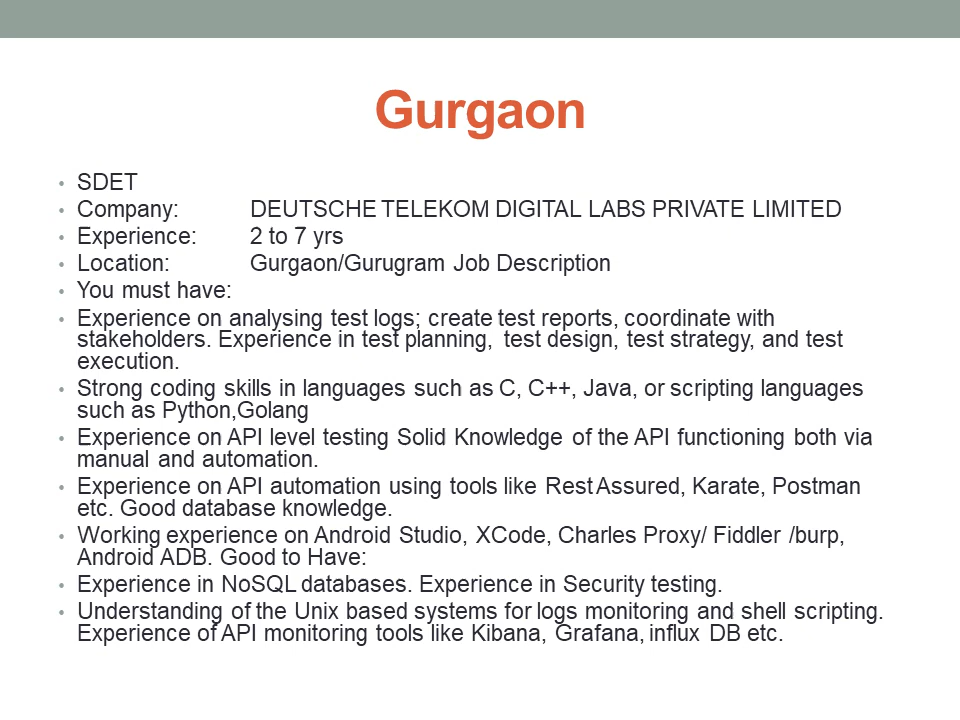 Gurgaon
• SDET
• Company: DEUTSCHE TELEKOM DIGITAL LABS PRIVATE LIMITED
• Experience: 2 to 7 yrs
• Location: Gurgaon/Gurugram Job Description
• You must have:
• Experience on analysing test logs; create test reports, coordinate with
stakeholders. Experience in test planning, test design, test strategy, and test
execution.
• Strong coding skills in languages such as C, C++, Java, or scripting languages
such as Python,Golang
• Experience on API level testing Solid Knowledge of the API functioning both via
manual and automation.
• Experience on API automation using tools like Rest Assured, Karate, Postman
etc. Good database knowledge.
• Working experience on Android Studio, XCode, Charles Proxy/ Fiddler /burp,
Android ADB. Good to Have:
• Experience in NoSQL databases. Experience in Security testing.
• Understanding of the Unix based systems for logs monitoring and shell scripting.
Experience of API monitoring tools like Kibana, Grafana, influx DB etc.